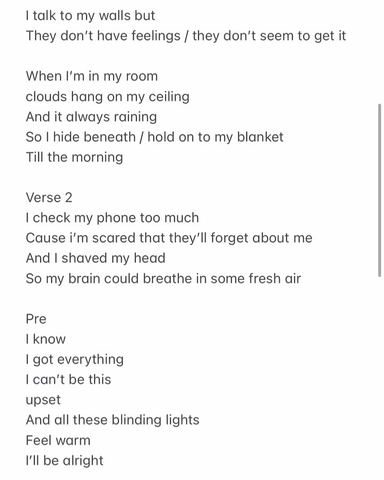 I talk to my walls but
They don't have feelings / they don't seem to get it
When I'm in my room
clouds hang on my ceiling
And it always raining
So I hide beneath / hold on to my blanket
Till the morning
Verse 2
I check my phone too much
Cause i'm scared that they'll forget about me
And I shaved my head
So my brain could breathe in some fresh air
Pre
I know
I got everything
I can't be this
upset
And all these blinding lights
Feel warm
I'll be alright